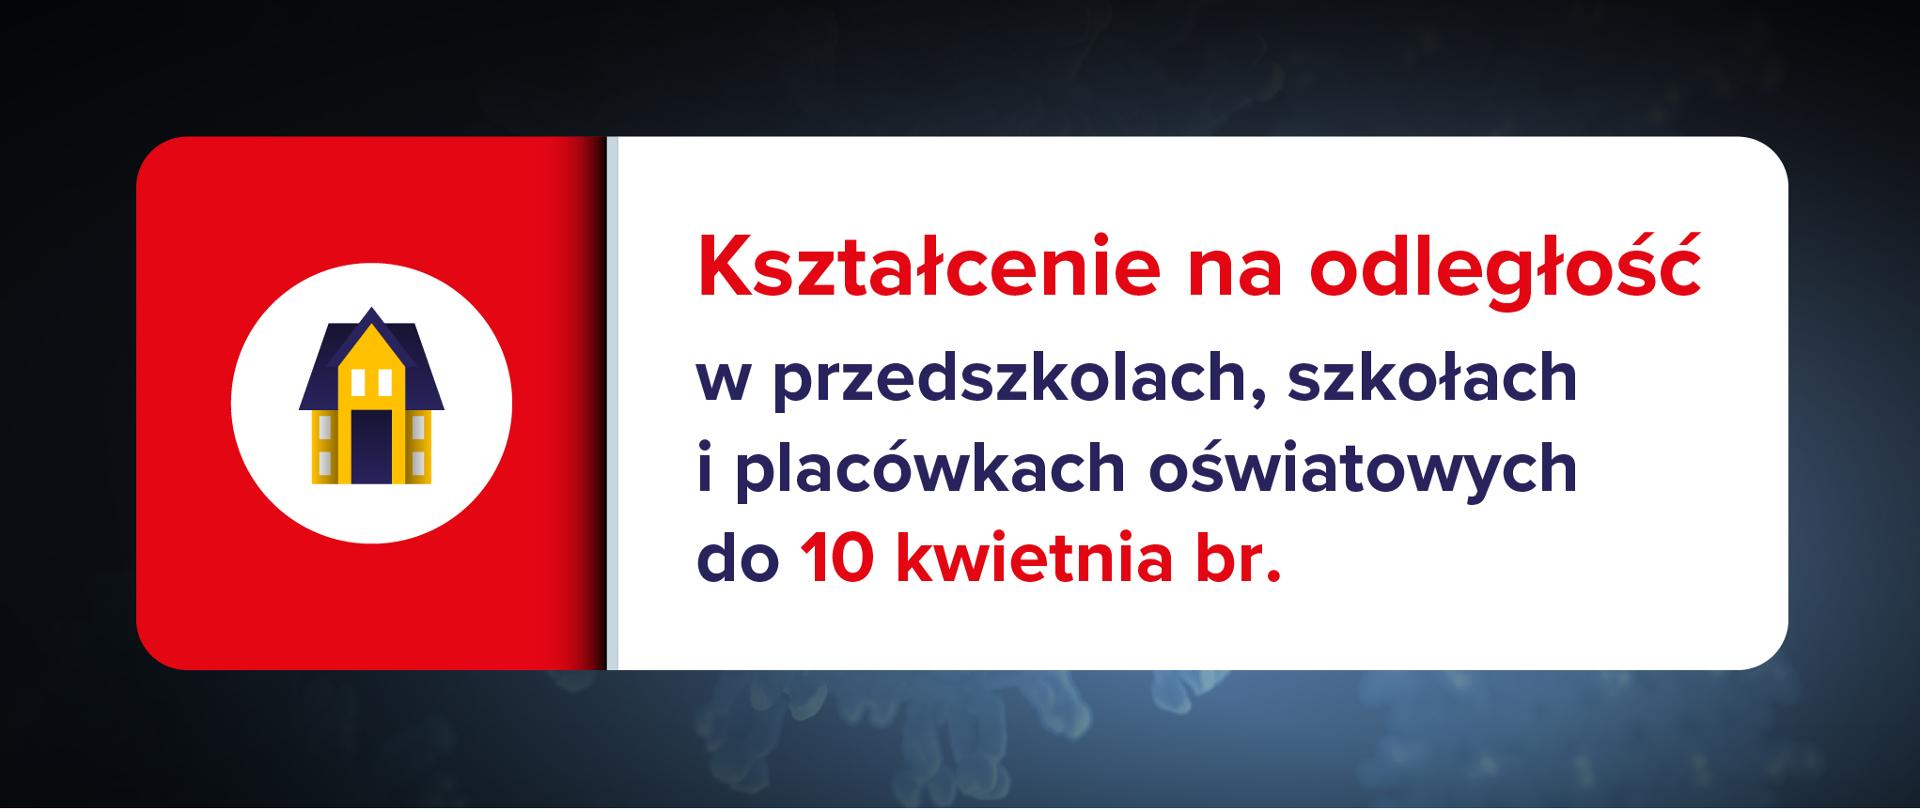 Kształcenie na odległość
w przedszkolach, szkołach
i placówkach oświatowych
do 10 kwietnia br.